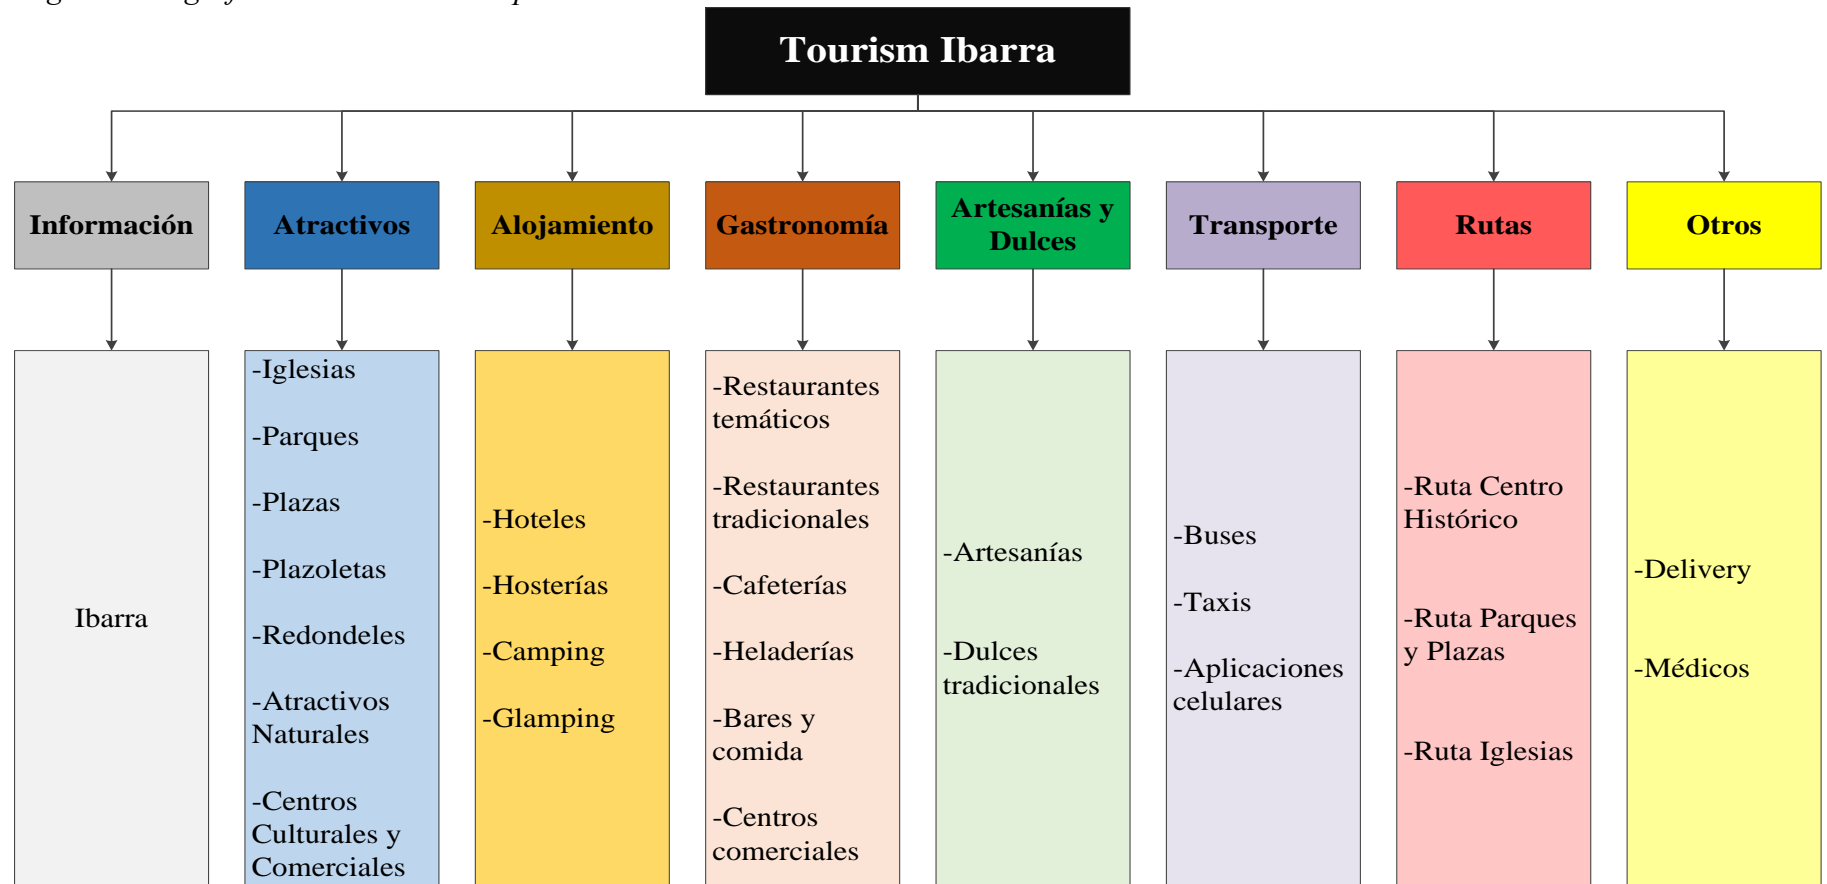 Tourism Ibarra
Información
Atractivos
Alojamiento
Gastronomía
Artesanías y
Dulces
Transporte
Rutas
Otros
Ibarra
-Iglesias
-Parques
-Plazas
-Plazoletas
-Redondeles
-Atractivos
Naturales
-Centros
Culturales y
Comerciales
-Hoteles
-Hosterías
-Camping
-Glamping
-Restaurantes
temáticos
-Restaurantes
tradicionales
-Cafeterías
-Heladerías
-Bares y
comida
-Centros
comerciales
-Artesanías
-Dulces
tradicionales
-Buses
-Taxis
-Aplicaciones
celulares
-Ruta Centro
Histórico
-Ruta Parques
y Plazas
-Ruta Iglesias
-Delivery
-Médicos